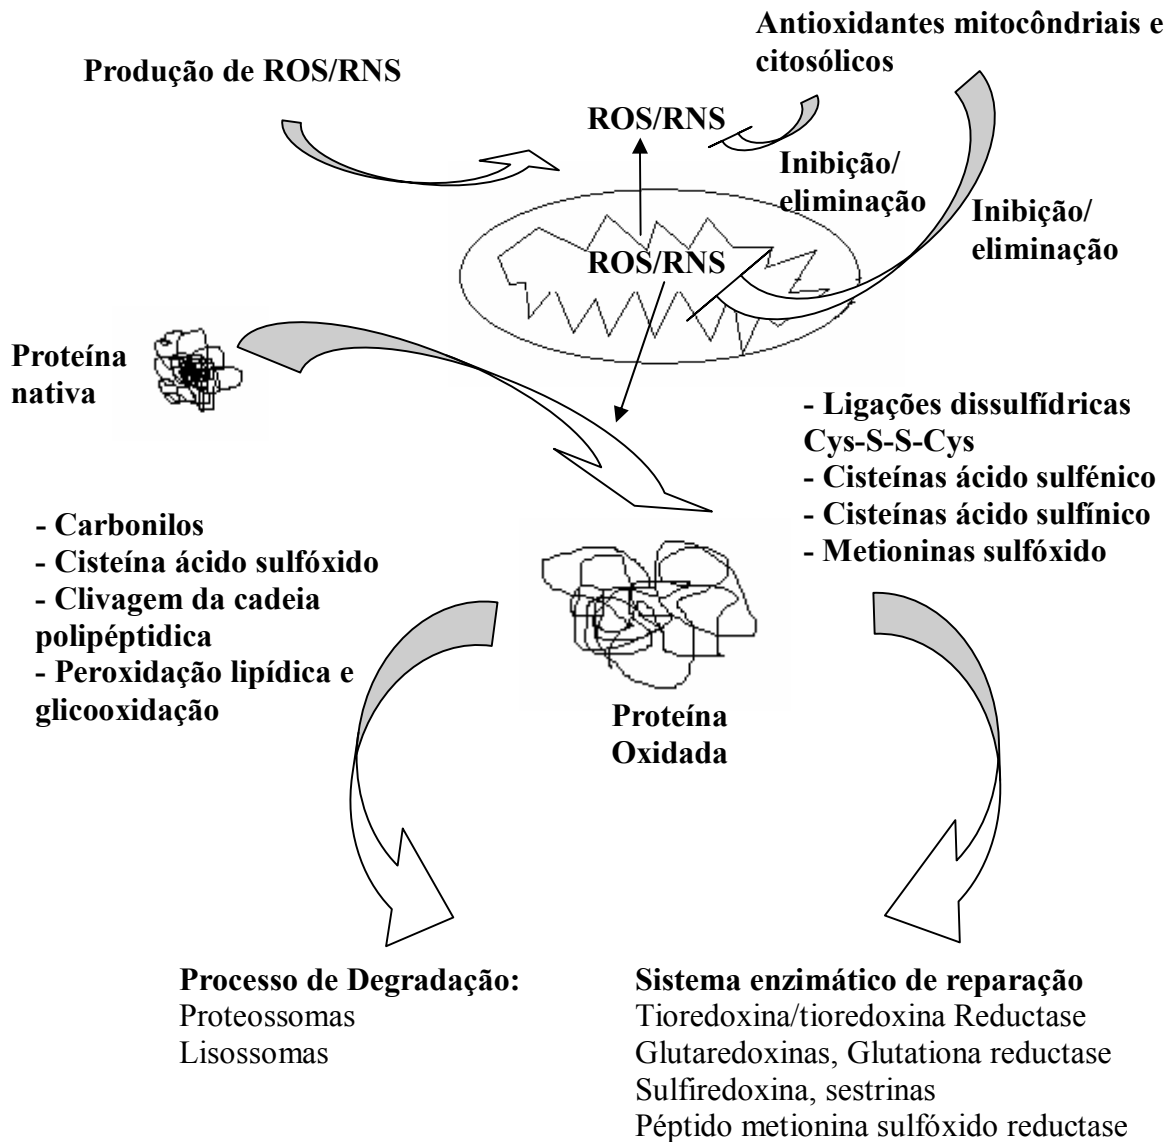 Antioxidantes mitocôndriais e
citosólicos
Produção de ROS/RNS
ROS/RNS
Inibição/
eliminação
Inibição/
eliminação
ROS/RNS
Proteína
nativa
- Ligações dissulfídricas
Cys-S-S-Cys
- Cisteínas ácido sulfénico
- Cisteínas ácido sulfínico
- Metioninas sulfóxido
- Carbonilos
- Cisteína ácido sulfóxido
- Clivagem da cadeia
polipéptidica
- Peroxidação lipídica e
glicooxidação
Proteína
Oxidada
Processo de Degradação:
Proteossomas
Lisossomas
Sistema enzimático de reparação
Tioredoxina/tioredoxina Reductase
Glutaredoxinas, Glutationa reductase
Sulfiredoxina, sestrinas
Péptido metionina sulfóxido reductase